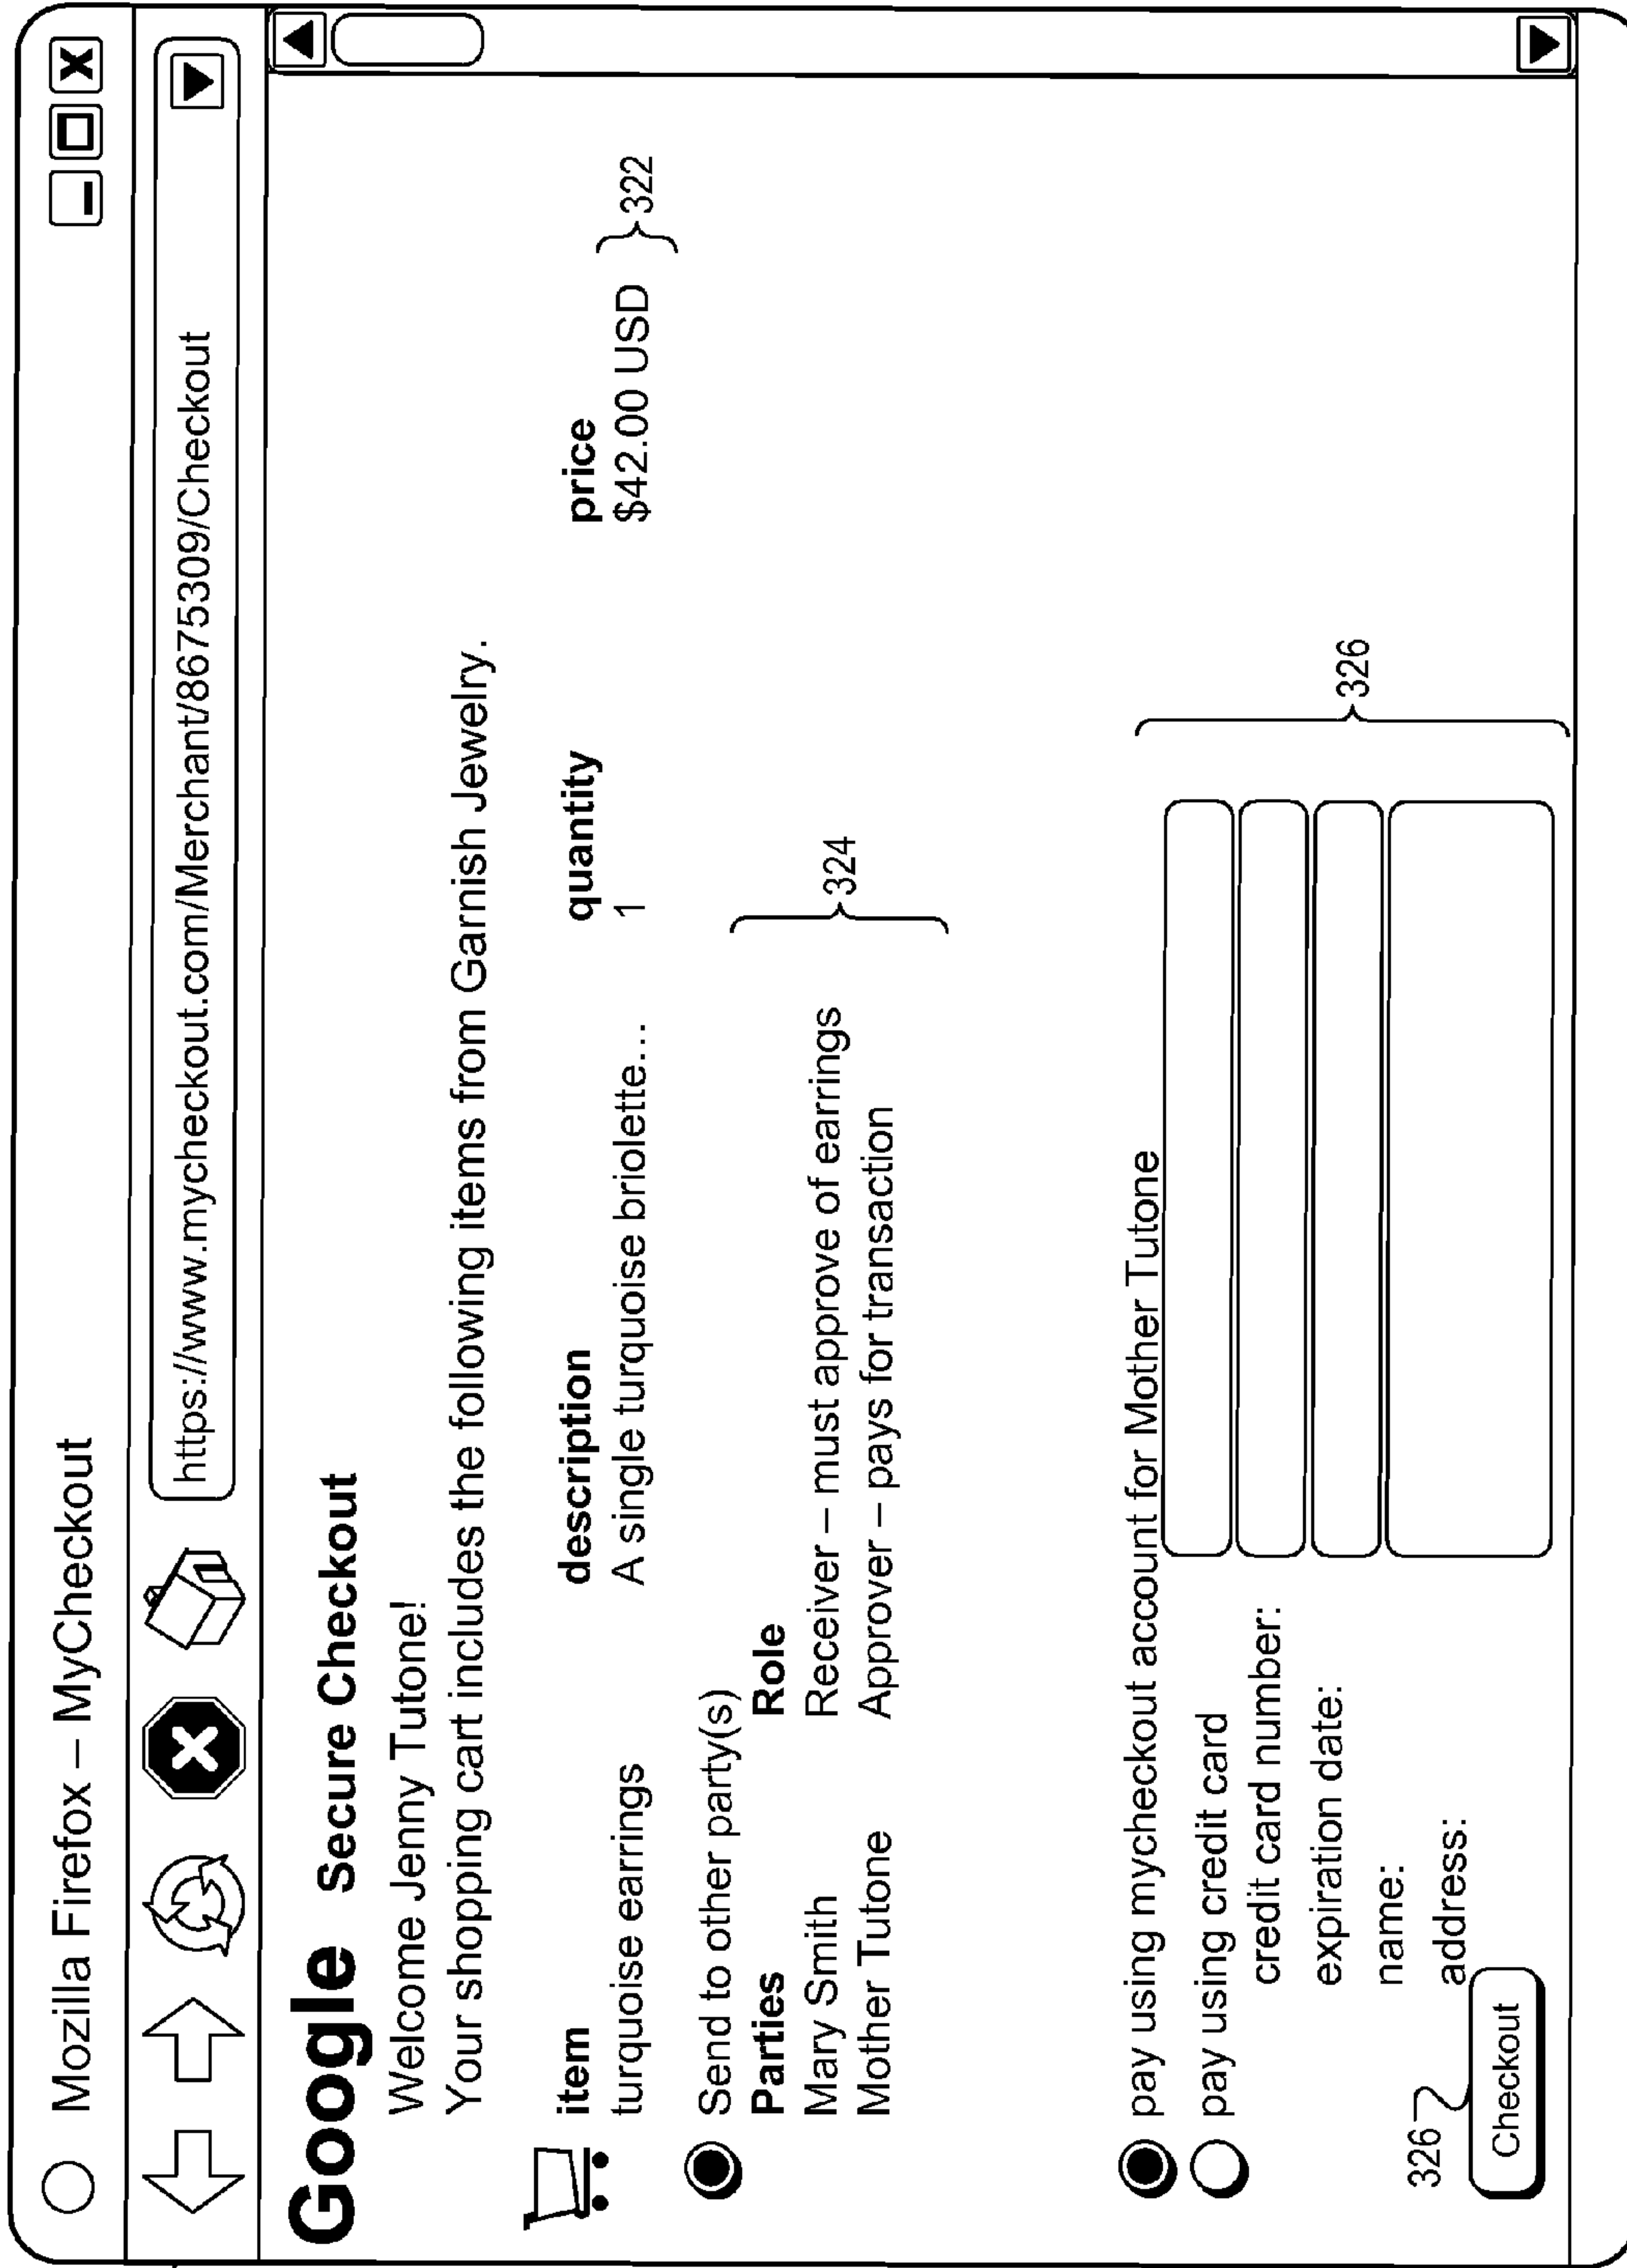 Mozilla Firefox – MyCheckout
https://www.mycheckout.com/Merchant/8675309/Checkout
Google Secure Checkout
Welcome Jenny Tutone!
Your shopping cart includes the following items from Garnish Jewelry.
item description quantity price
turquoise earrings A single turquoise briolette... 1 $42.00 USD 322
Send to other party(s)
Parties Role
Mary Smith Receiver – must approve of earrings 324
Mother Tutone Approver – pays for transaction
pay using mycheckout account for Mother Tutone
pay using credit card
credit card number:
expiration date: 326
name:
address:
326
Checkout